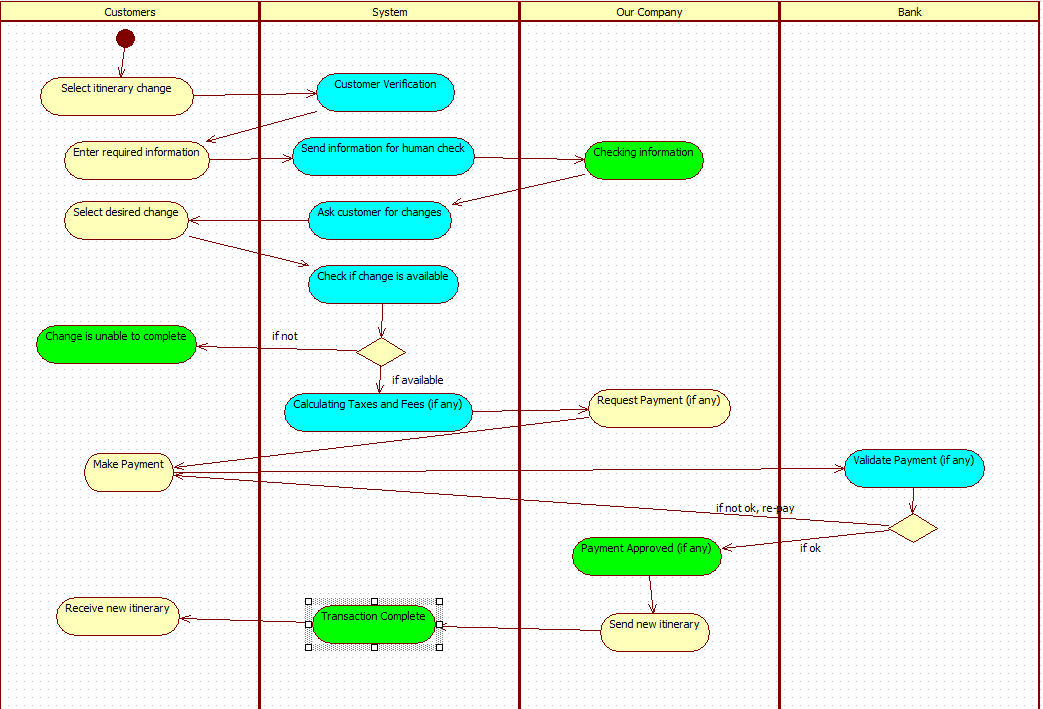 Customers
System
Our Company
Bank
Select itinerary change
Customer Verification
Enter required information
Send information for human check
Checking information
Select desired change
Ask customer for changes
Check if change is available
Change is unable to complete
if not
if available
Calculating Taxes and Fees (if any)
Request Payment (if any)
Make Payment
Validate Payment (if any)
if not ok, re-pay
Payment Approved (if any)
if ok
Receive new itinerary
Transaction Complete
Send new itinerary